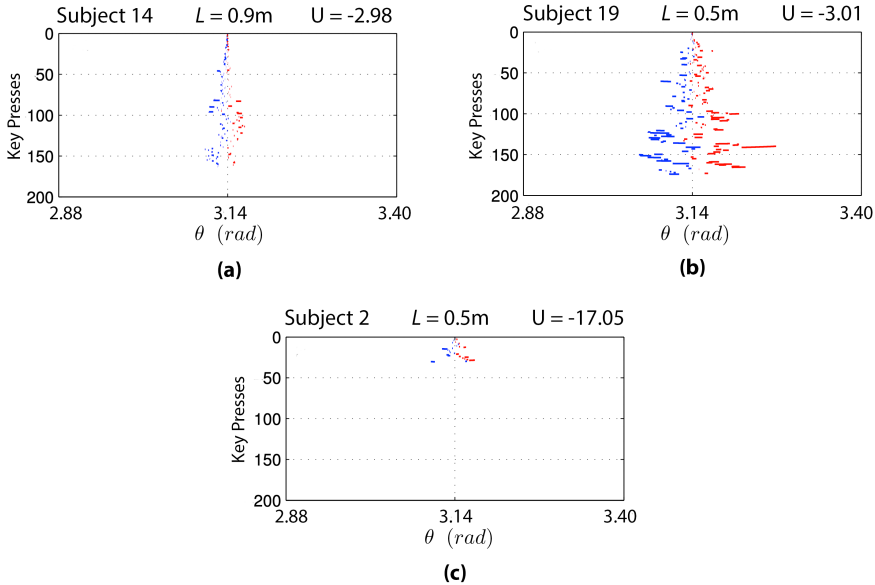 Subject 14 L = 0.9m U = -2.98
0
50
100
150
200
Key Presses
2.88 3.14 3.40
θ (rad)
(a)
Subject 19 L = 0.5m U = -3.01
0
50
100
150
200
Key Presses
2.88 3.14 3.40
θ (rad)
(b)
Subject 2 L = 0.5m U = -17.05
0
50
100
150
200
Key Presses
2.88 3.14 3.40
θ (rad)
(c)